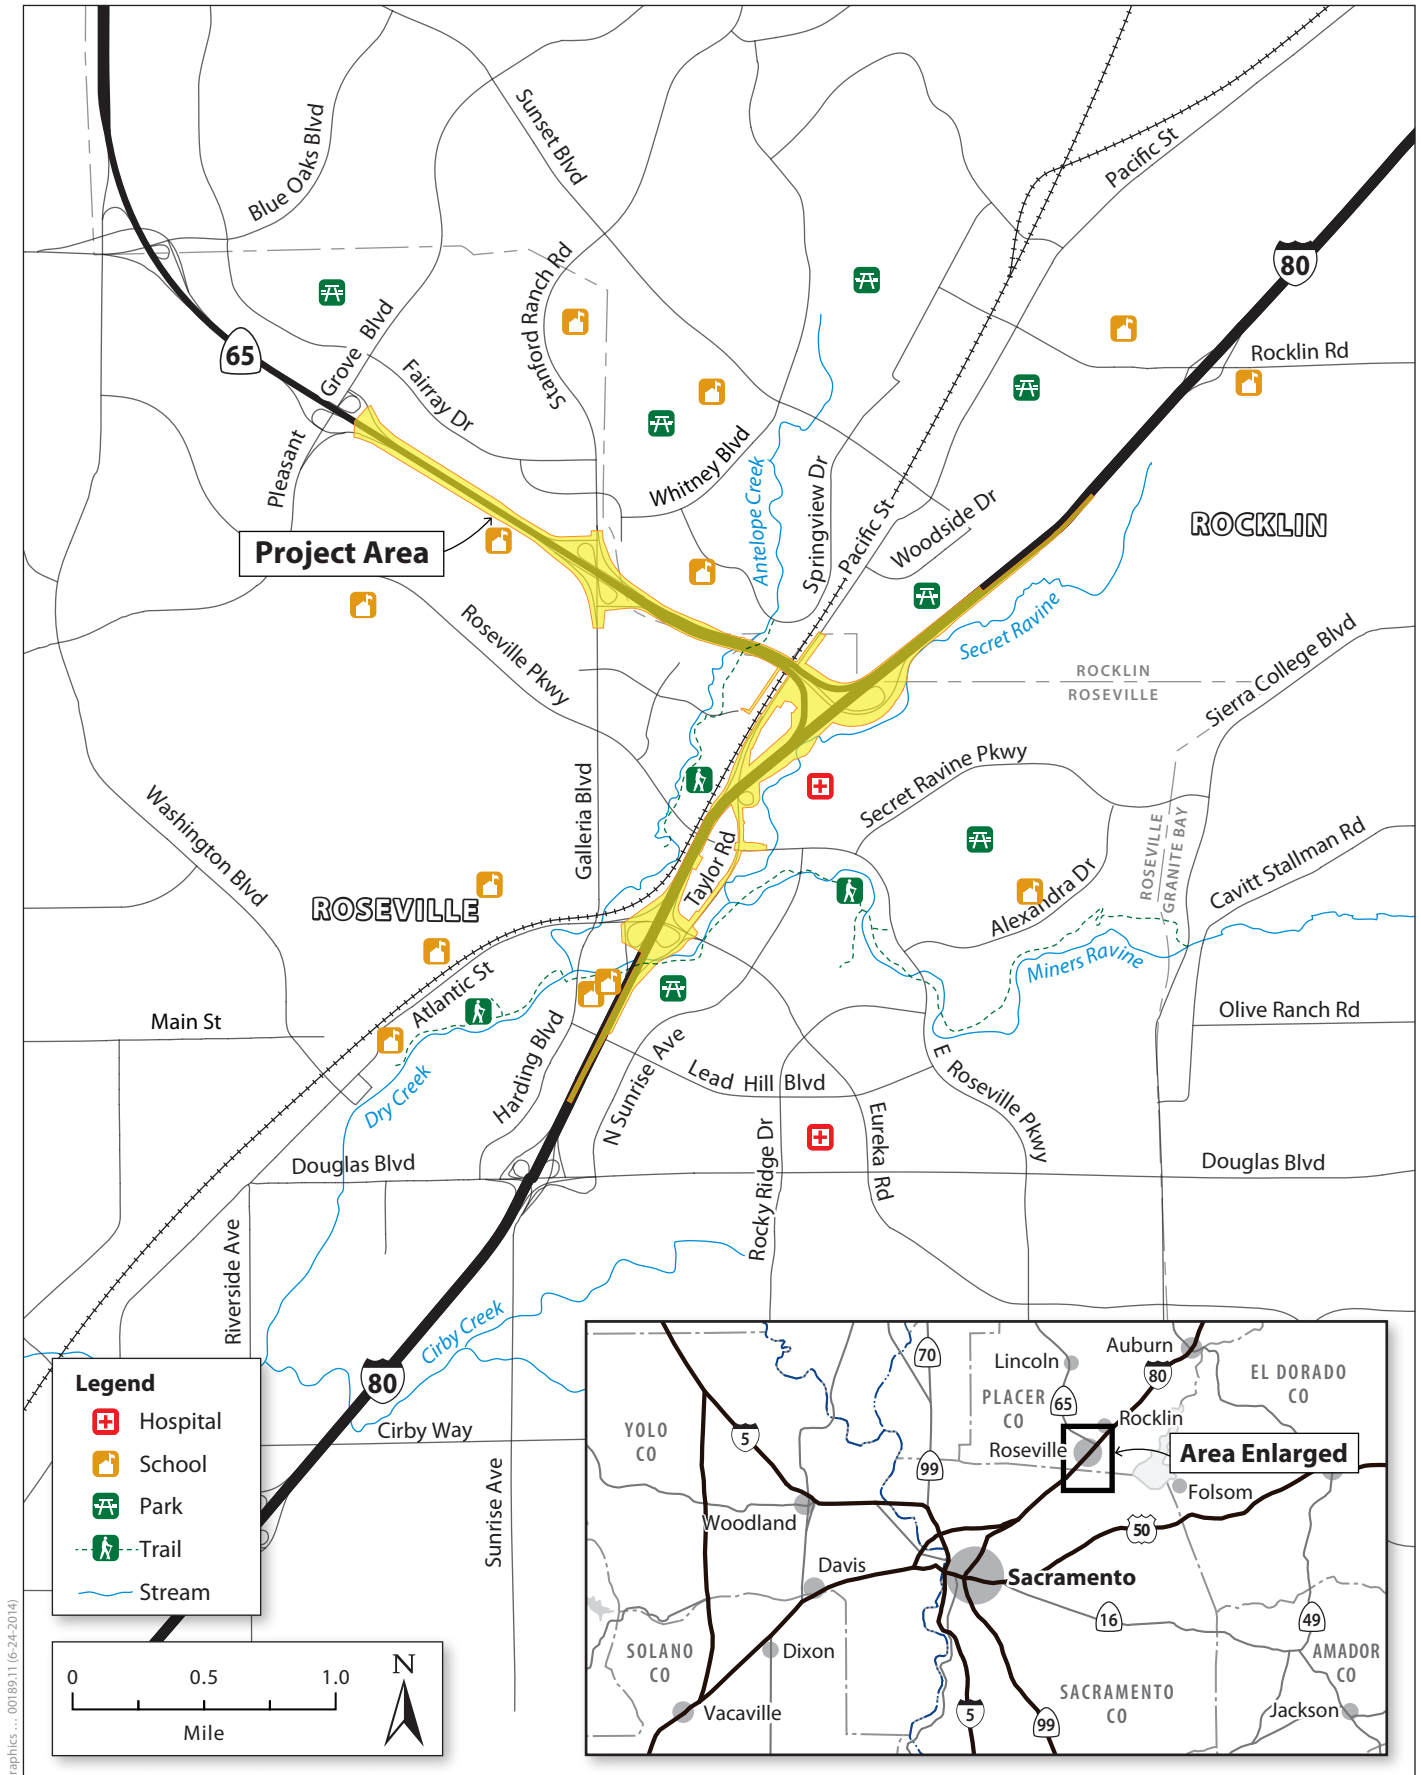 Blue Oaks Blvd
Sunset Blvd
Pacific St
80
65
Stanford Ranch Rd
Grove Blvd
Pleasant
Fairray Dr
Rocklin Rd
Whitney Blvd
Antelope Creek
Springview Dr
Pacific St
Woodside Dr
ROCKLIN
Project Area
Roseville Pkwy
Secret Ravine
ROCKLIN
ROSEVILLE
Sierra College Blvd
Washington Blvd
Galleria Blvd
Secret Ravine Pkwy
Taylor Rd
ROSEVILLE
GRANITE BAY
Cavitt Stallman Rd
Alexandra Dr
ROSEVILLE
Miners Ravine
Atlantic St
Main St
Olive Ranch Rd
Harding Blvd
N Sunrise Ave
Lead Hill Blvd
E Roseville Pkwy
Dry Creek
Eureka Rd
Rocky Ridge Dr
Douglas Blvd
Douglas Blvd
Riverside Ave
Cirby Creek
80
Cirby Way
Sunrise Ave
Legend
Hospital
School
Park
Trail
Stream
0 0.5 1.0
Mile
N
raphics ... 00189.11 (6-24-2014)
70
Lincoln
Auburn
80
EL DORADO
CO
PLACER
CO
65
Rocklin
YOLO
CO
5
Roseville
Area Enlarged
99
Folsom
Woodland
50
Davis
Sacramento
16
49
SOLANO
CO
Dixon
AMADOR
CO
SACRAMENTO
CO
Vacaville
5
99
Jackson